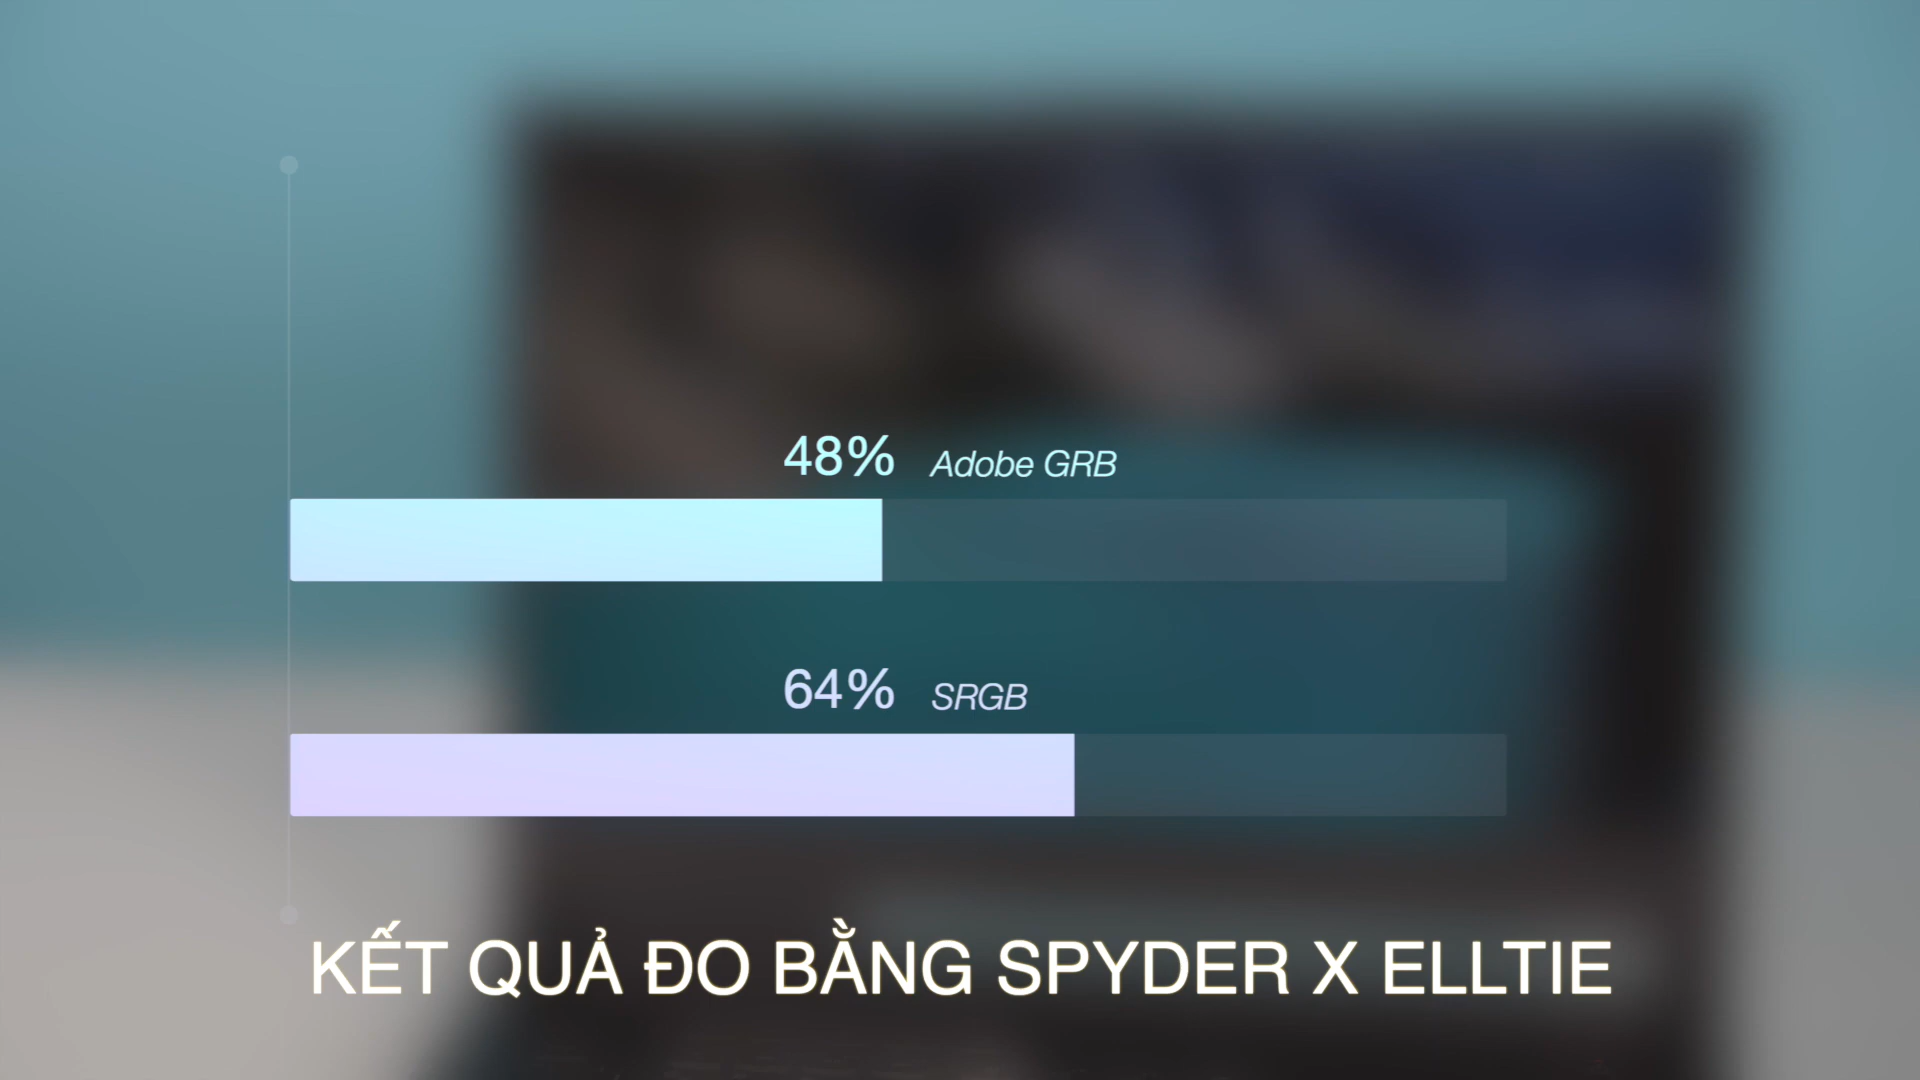 48% Adobe GRB
64% SRGB
KẾT QUẢ ĐO BẰNG SPYDER X ELLTIE